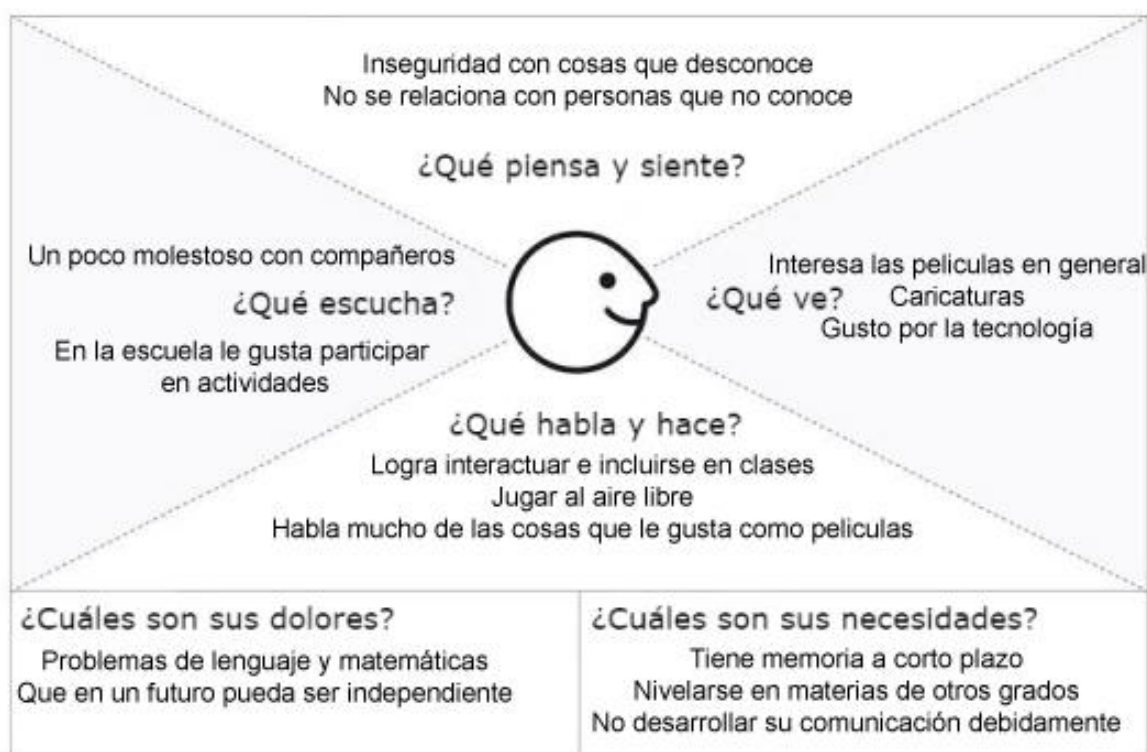 Inseguridad con cosas que desconoce
No se relaciona con personas que no conoce
¿Qué piensa y siente?
Un poco molestoso con compañeros
¿Qué escucha?
En la escuela le gusta participar
en actividades
Interesa las peliculas en general
¿Qué ve?
Caricaturas
Gusto por la tecnología
¿Qué habla y hace?
Logra interactuar e incluirse en clases
Jugar al aire libre
Habla mucho de las cosas que le gusta como peliculas
¿Cuáles son sus dolores?
Problemas de lenguaje y matemáticas
Que en un futuro pueda ser independiente
¿Cuáles son sus necesidades?
Tiene memoria a corto plazo
Nivelarse en materias de otros grados
No desarrollar su comunicación debidamente